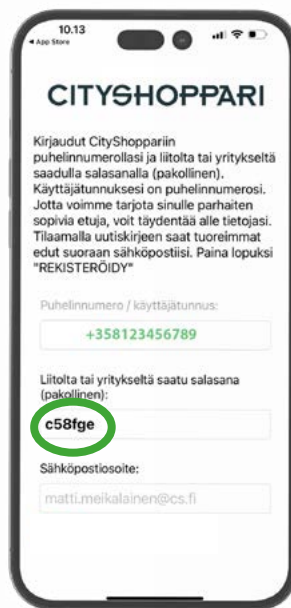 10.13
◀ App Store
CITYSHOPPARI
Kirjaudut CityShoppariin
puhelinnumerollasi ja liitolta tai yritykseltä
saadulla salasanalla (pakollinen).
Käyttäjätunnuksesi on puhelinnumerosi.
Jotta voimme tarjota sinulle parhaiten
sopivia etuja, voit täydentää alle tietojasi.
Tilaamalla uutiskirjeen saat tuoreimmat
edut suoraan sähköpostiisi. Paina lopuksi
"REKISTERÖIDY"
Puhelinnumero / käyttäjätunnus:
+358123456789
Liitolta tai yritykseltä saatu salasana
(pakollinen):
c58fge
Sähköpostiosoite:
matti.meikalainen@cs.fi